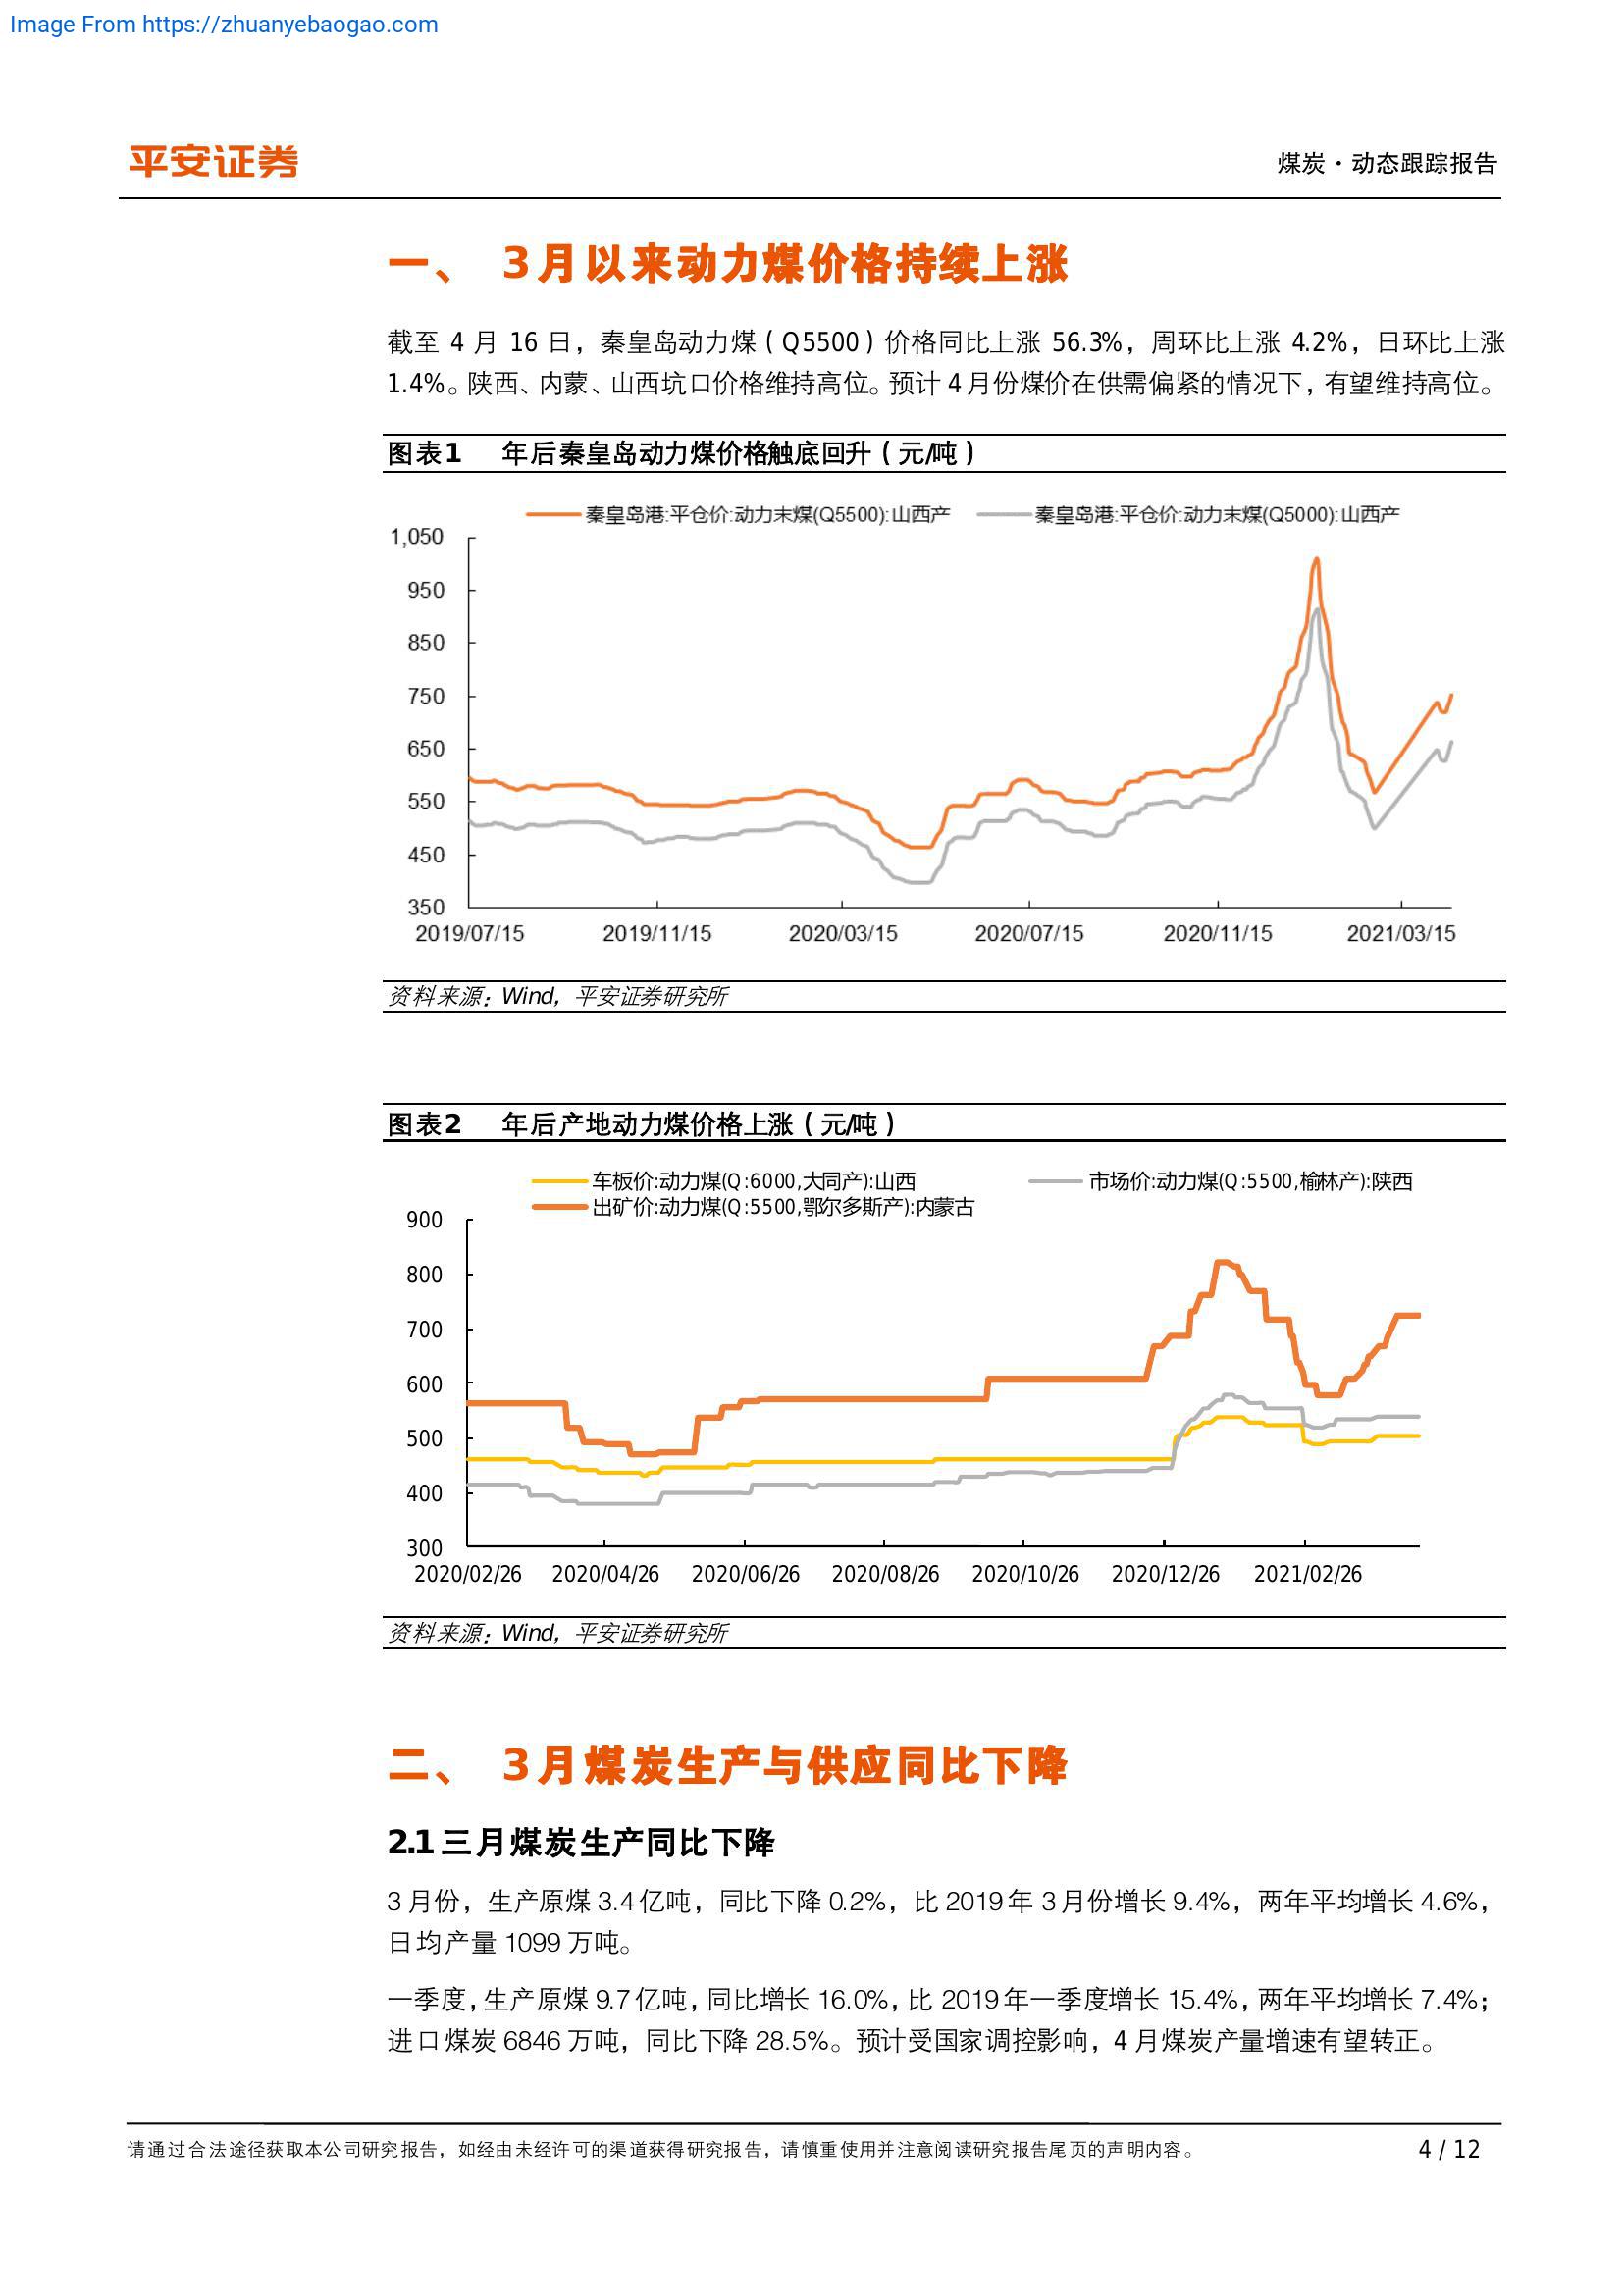 Image From https://zhuanyebaogao.com
平安证券
煤炭·动态跟踪报告
一、 3月以来动力煤价格持续上涨
截至 4 月 16 日，秦皇岛动力煤（Q5500）价格同比上涨 56.3%，周环比上涨 4.2%，日环比上涨
1.4%。陕西、内蒙、山西坑口价格维持高位。预计 4 月份煤价在供需偏紧的情况下，有望维持高位。
图表1 年后秦皇岛动力煤价格触底回升（元/吨）
秦皇岛港:平仓价:动力末煤(Q5500):山西产 秦皇岛港:平仓价:动力末煤(Q5000):山西产
1,050
950
850
750
650
550
450
350
2019/07/15 2019/11/15 2020/03/15 2020/07/15 2020/11/15 2021/03/15
资料来源：Wind，平安证券研究所
图表2 年后产地动力煤价格上涨（元/吨）
车板价:动力煤(Q:6000,大同产):山西 市场价:动力煤(Q:5500,榆林产):陕西
出矿价:动力煤(Q:5500,鄂尔多斯产):内蒙古
900
800
700
600
500
400
300
2020/02/26 2020/04/26 2020/06/26 2020/08/26 2020/10/26 2020/12/26 2021/02/26
资料来源：Wind，平安证券研究所
二、 3月煤炭生产与供应同比下降
2.1 三月煤炭生产同比下降
3 月份，生产原煤 3.4 亿吨，同比下降 0.2%，比 2019 年 3 月份增长 9.4%，两年平均增长 4.6%，
日均产量 1099 万吨。
一季度，生产原煤 9.7 亿吨，同比增长 16.0%，比 2019 年一季度增长 15.4%，两年平均增长 7.4%；
进口煤炭 6846 万吨，同比下降 28.5%。预计受国家调控影响，4 月煤炭产量增速有望转正。
请通过合法途径获取本公司研究报告，如经由未经许可的渠道获得研究报告，请慎重使用并注意阅读研究报告尾页的声明内容。
4 / 12